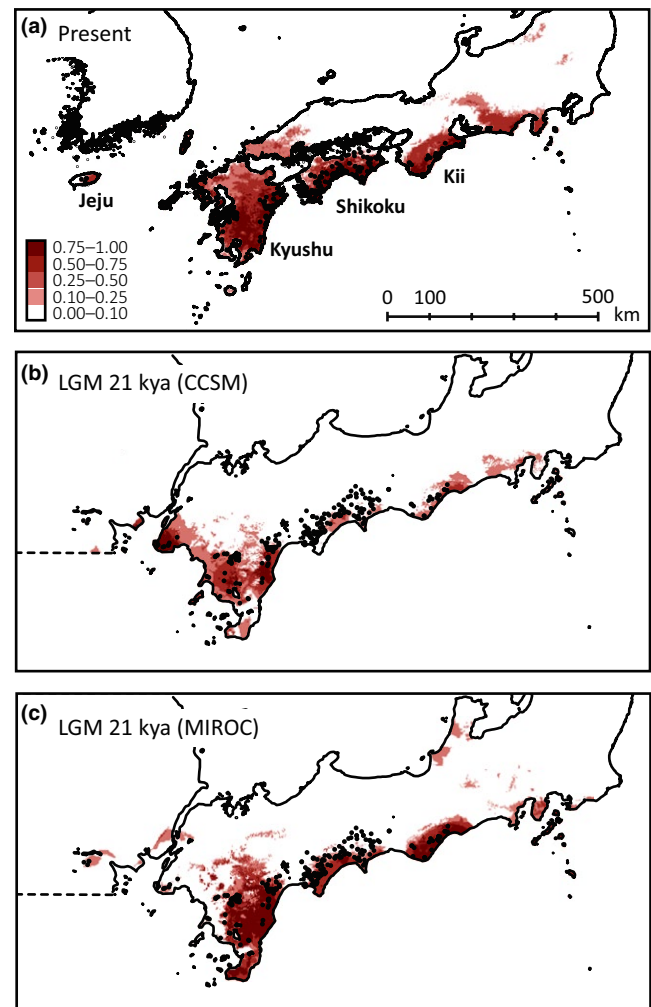 (a) Present
Jeju
Kii
Shikoku
Kyushu
0.75–1.00
0.50–0.75
0.25–0.50
0.10–0.25
0.00–0.10
0 100 500
km
(b) LGM 21 kya (CCSM)
(c) LGM 21 kya (MIROC)